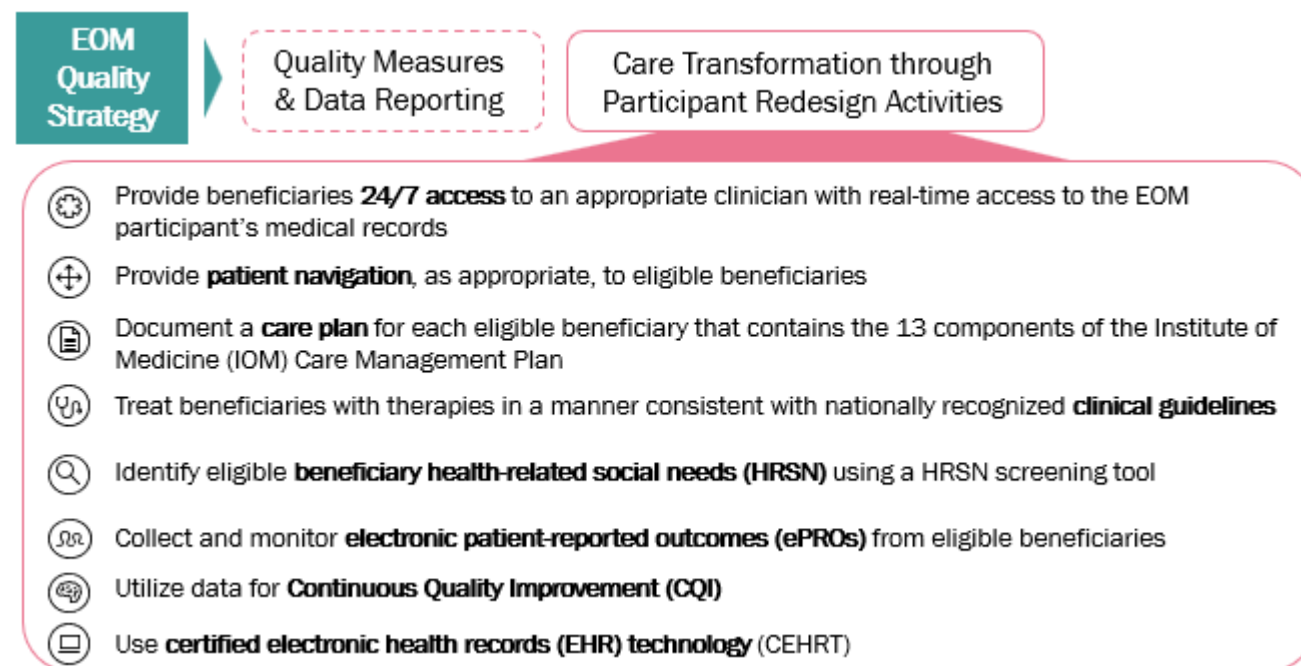 EOM
Quality
Strategy
Quality Measures
& Data Reporting
Care Transformation through
Participant Redesign Activities
Provide beneficiaries 24/7 access to an appropriate clinician with real-time access to the EOM
participant's medical records
Provide patient navigation, as appropriate, to eligible beneficiaries
Document a care plan for each eligible beneficiary that contains the 13 components of the Institute of
Medicine (IOM) Care Management Plan
Treat beneficiaries with therapies in a manner consistent with nationally recognized clinical guidelines
Identify eligible beneficiary health-related social needs (HRSN) using a HRSN screening tool
Collect and monitor electronic patient-reported outcomes (ePROs) from eligible beneficiaries
Utilize data for Continuous Quality Improvement (CQI)
Use certified electronic health records (EHR) technology (CEHRT)